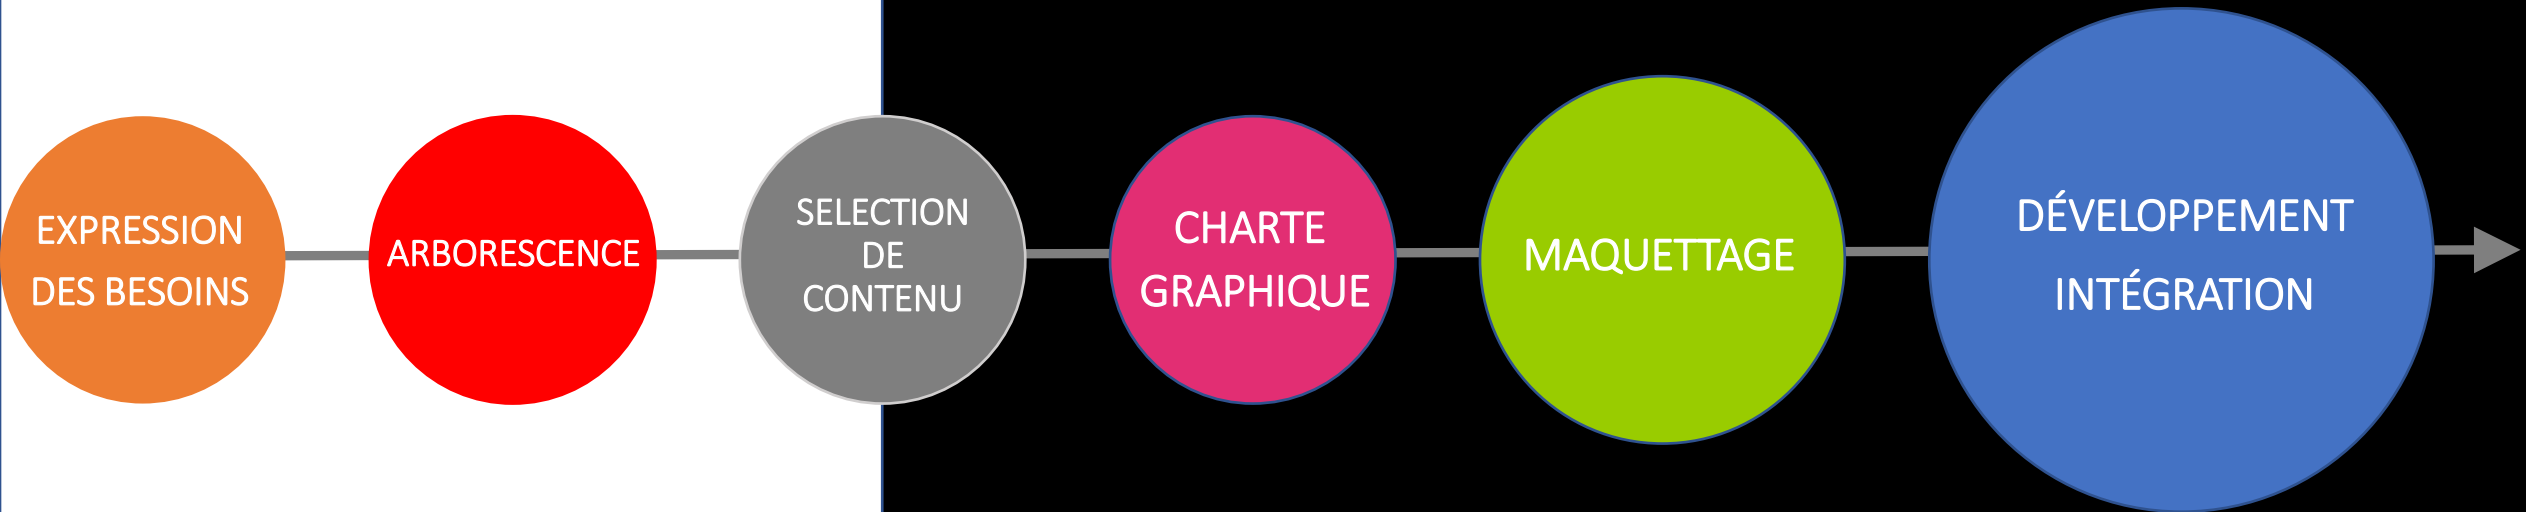 EXPRESSION
DES BESOINS
ARBORESCENCE
SELECTION
DE
CONTENU
CHARTE
GRAPHIQUE
MAQUETTAGE
DÉVELOPPEMENT
INTÉGRATION